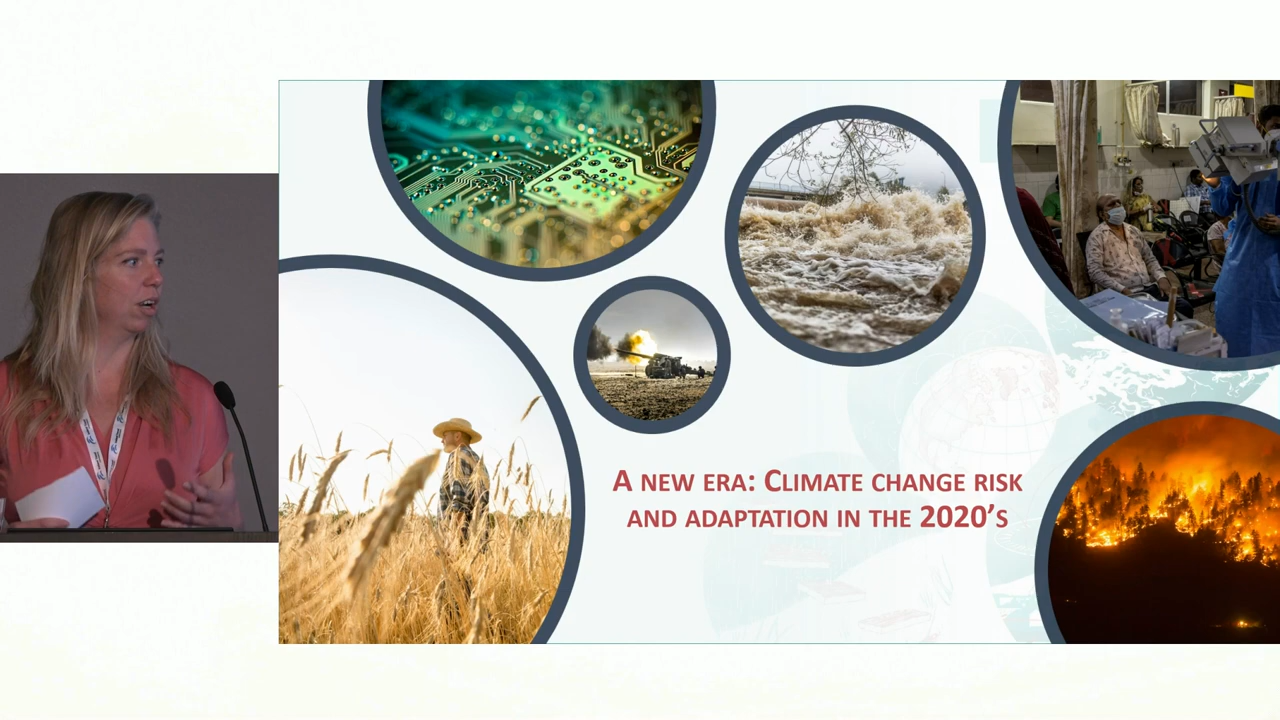 A NEW ERA: CLIMATE CHANGE RISK
AND ADAPTATION IN THE 2020'S